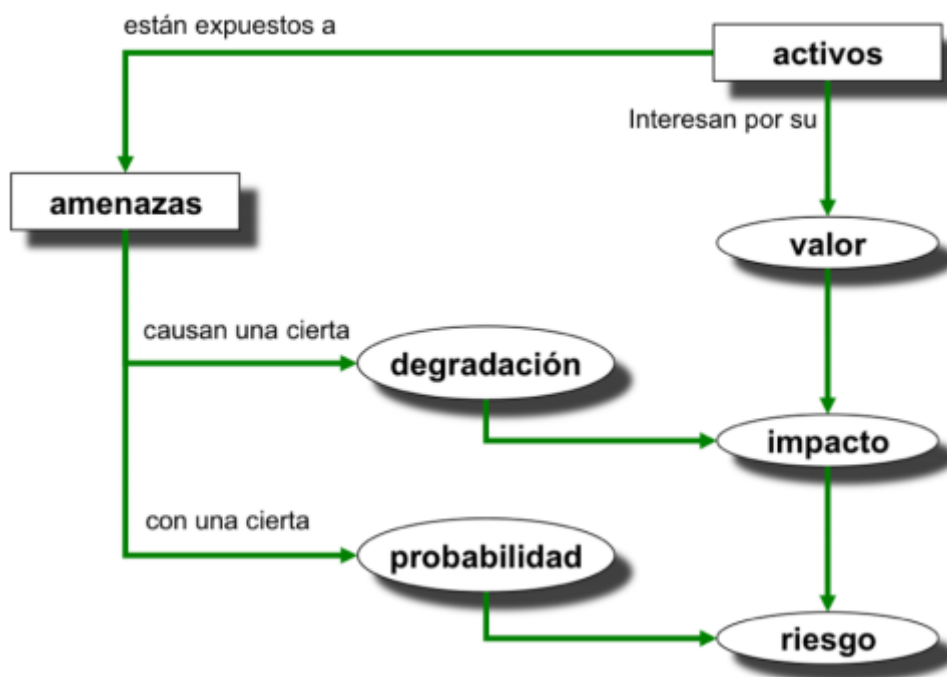 están expuestos a
activos
Interesan por su
amenazas
valor
causan una cierta
degradación
impacto
con una cierta
probabilidad
riesgo